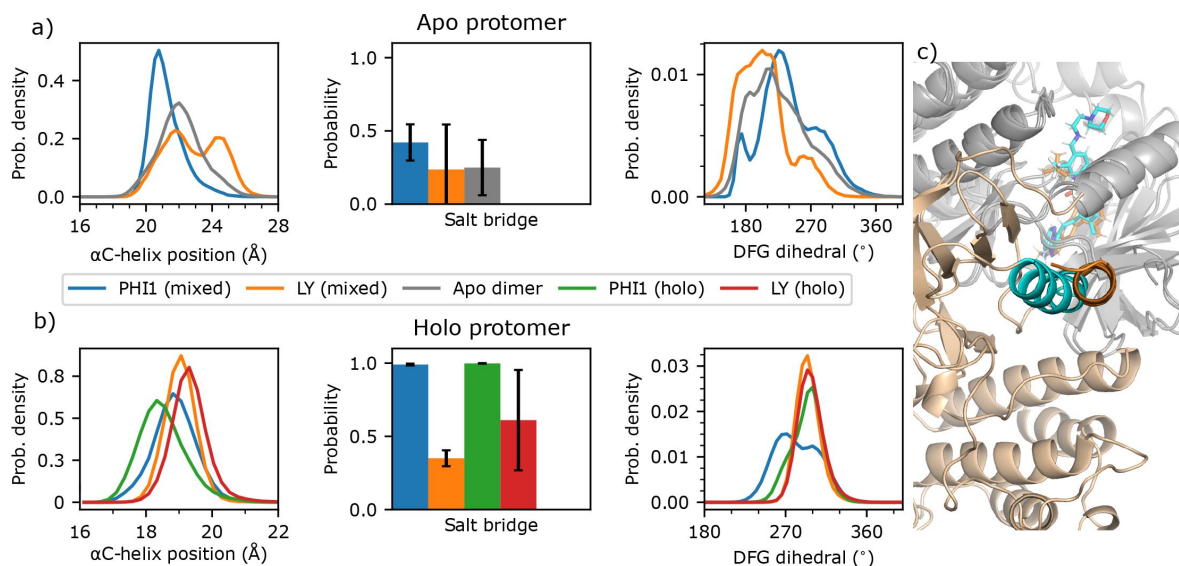 a)
Apo protomer
c)
Prob. density
0.4
0.2
0.0
20
22
24
26
28
αC-helix position (Å)
Probability
1.0
0.5
0.0
Salt bridge
Prob. density
0.01
0.00
180
270
360
DFG dihedral (°)
PHI1 (mixed)
LY (mixed)
Apo dimer
PHI1 (holo)
LY (holo)
b)
Holo protomer
Prob. density
0.8
0.5
0.3
0
16
18
20
22
αC-helix position (Å)
Probability
1.0
0.5
0.0
Salt bridge
Prob. density
0.03
0.02
0.01
0.00
180
270
360
DFG dihedral (°)